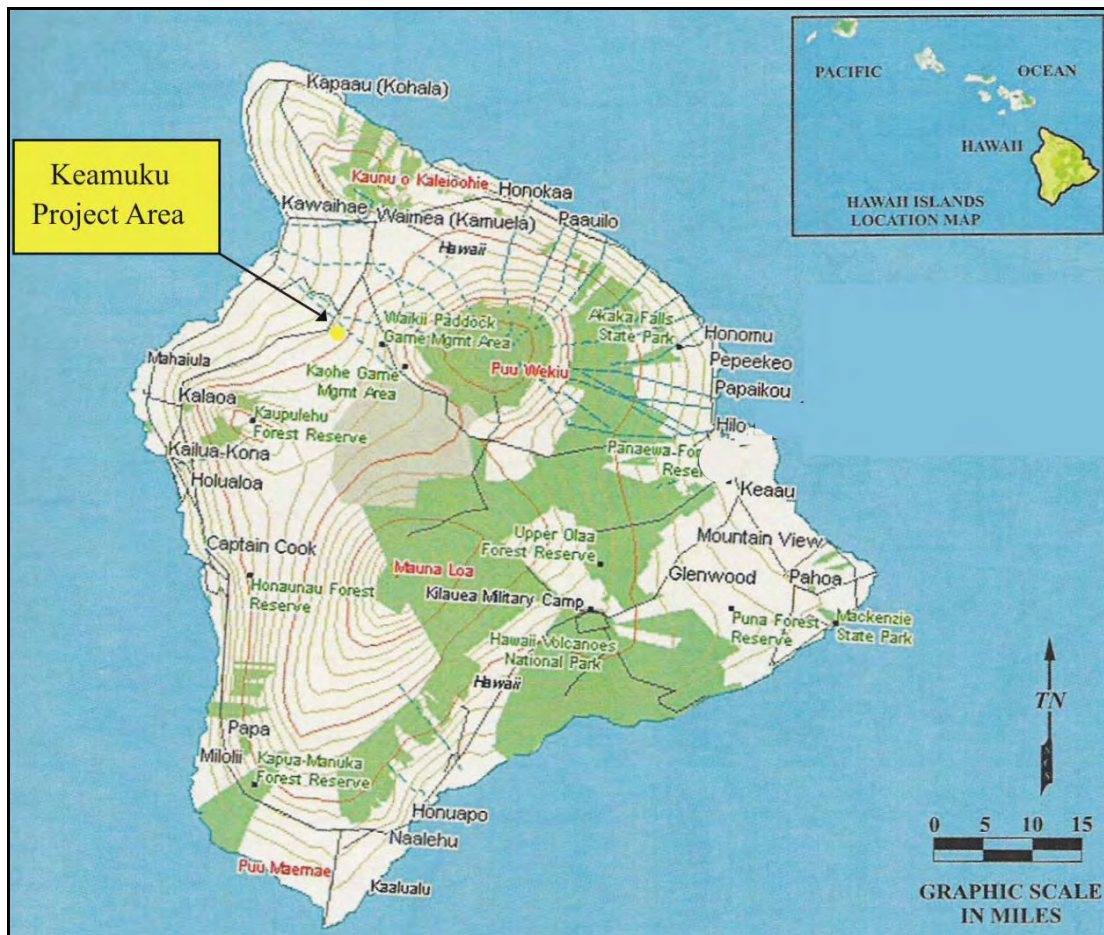 Kapaau (Kohala)
PACIFIC
OCEAN
HAWAII
HAWAII ISLANDS
LOCATION MAP
Keamuku
Project Area
Kaunu o Kaleioohie
Honokaa
Kawaihae
Waimea (Kamuela)
Paauilo
Hawaii
Waikii Paddock
Game Mgmt Area
Akaka Falls
State Park
Honomu
Mahaiula
Kaohe Game
Mgmt Area
Puu Wekiu
Pepeekeo
Papaikou
Kalaoa
Kaupulehu
Forest Reserve
Hilo
Kailua-Kona
Panaewa-For
Reser
Holualoa
Keaau
Captain Cook
Upper Olaa
Forest Reserve
Mountain View
Mauna Loa
Glenwood
Pahoa
Honaunau Forest
Reserve
Kilauea Military Camp
Puna Forest
Reserve
Mackenzie
State Park
Hawaii Volcanoes
National Park
Hawaii
TN
Papa
Milolii
Kapua-Manuka
Forest Reserve
Honuapo
Naalehu
Puu Maemae
Kaalualu
0 5 10 15
GRAPHIC SCALE
IN MILES